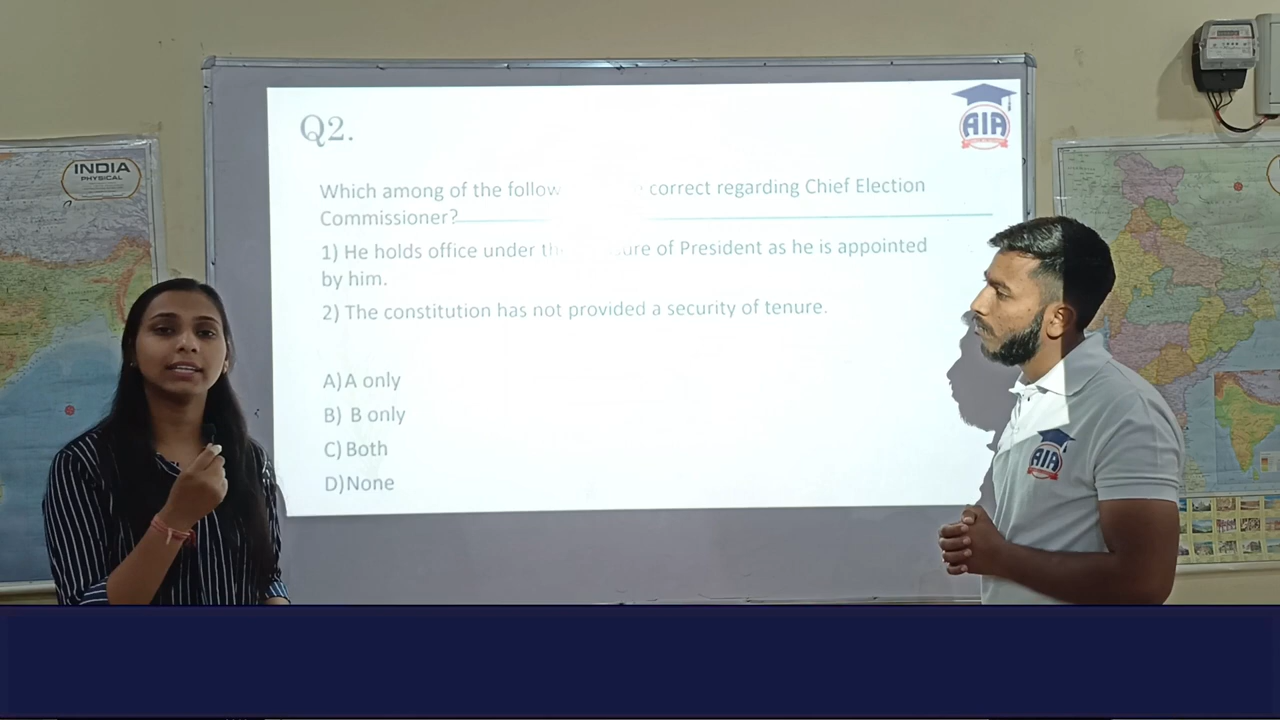 Q2.
AIA
Which among of the follow correct regarding Chief Election
Commissioner?
1) He holds office under th sure of President as he is appointed
by him.
2) The constitution has not provided a security of tenure.
A) A only
B) B only
C) Both
D) None
INDIA
PHYSICAL
AIA